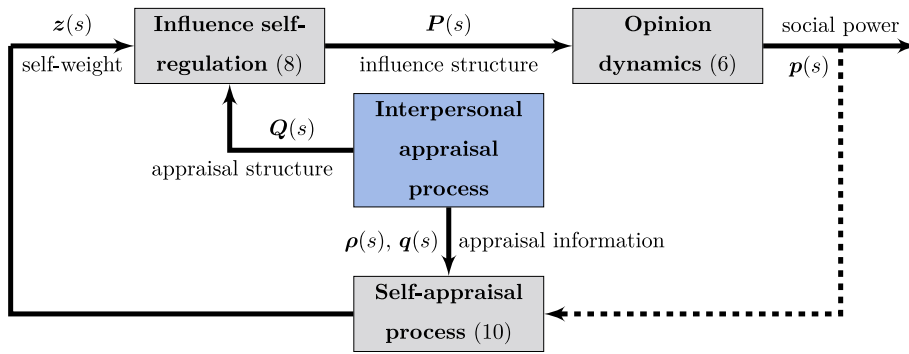 z(s)
self-weight
Influence self-
regulation (8)
P(s)
influence structure
Opinion
dynamics (6)
social power
p(s)
Q(s)
appraisal structure
Interpersonal
appraisal
process
ρ(s), q(s) appraisal information
Self-appraisal
process (10)